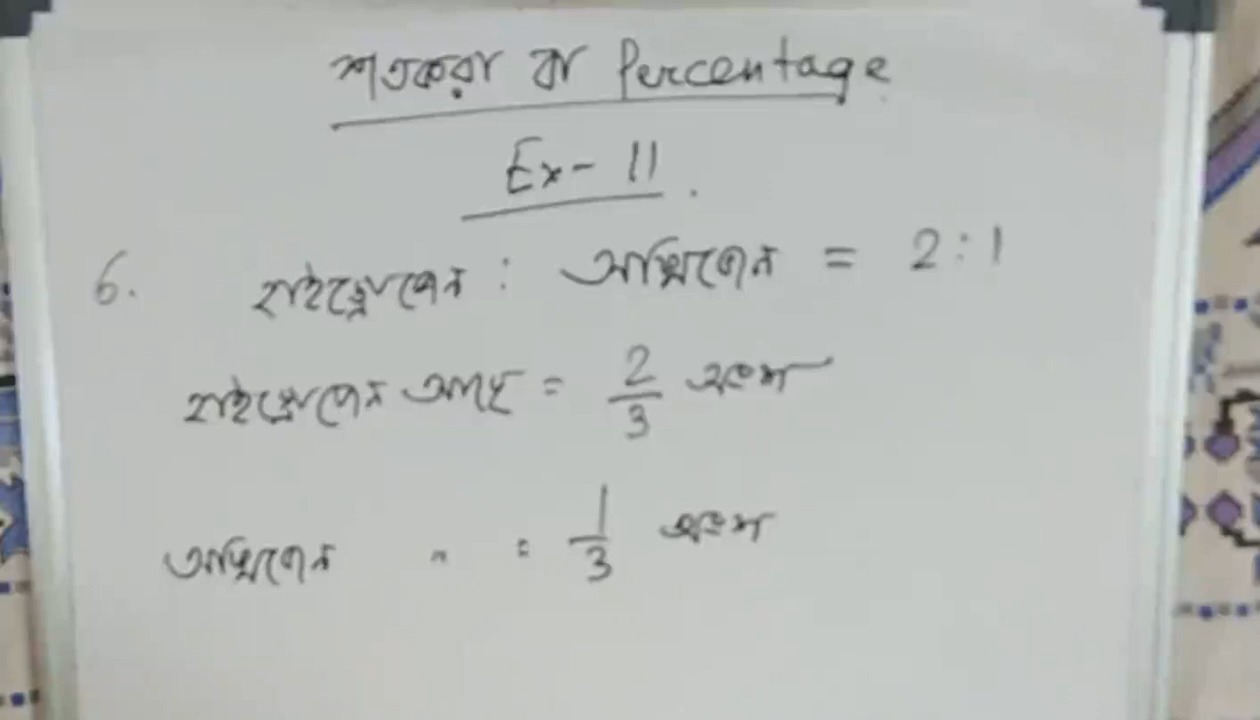 শতকরা বা Percentage
Ex- 11.
6. হাইড্রোজেন : অক্সিজেন = 2:1
হাইড্রোজেন আছে = 2/3 অংশ
অক্সিজেন " = 1/3 অংশ